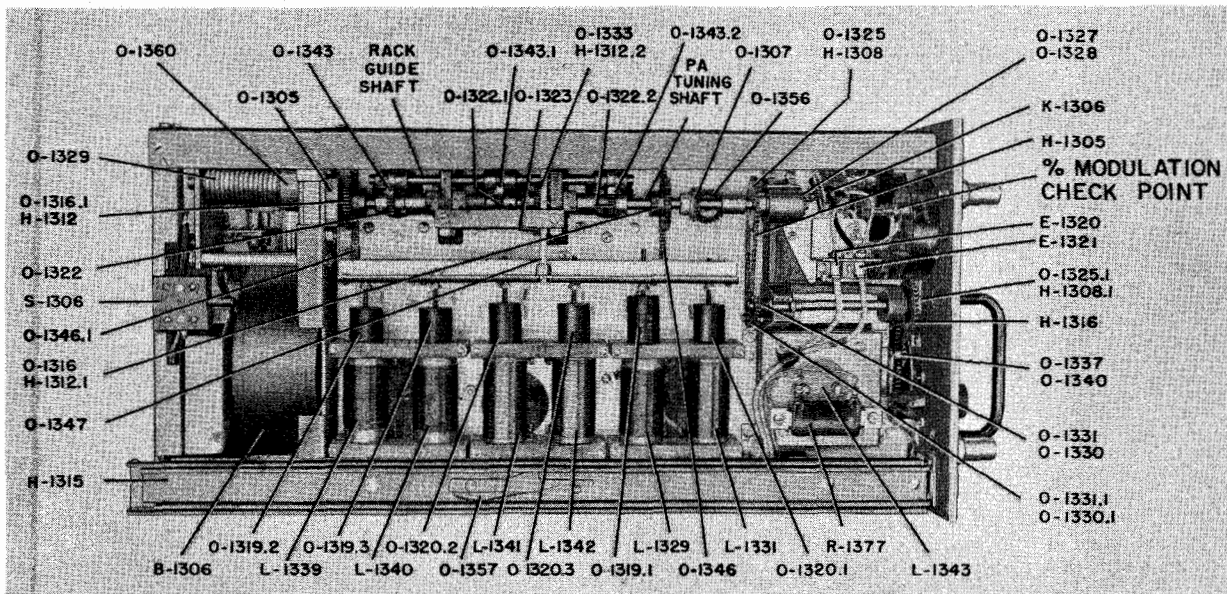 O-1360
O-1343
RACK
GUIDE
SHAFT
O-1343.1
O-1333
H-1312.2
O-1343.2
O-1307
O-1325
H-1308
O-1327
O-1328
O-1305
O-1322.1
O-1323
O-1322.2
PA
TUNING
SHAFT
O-1356
K-1306
H-1305
% MODULATION
CHECK POINT
E-1320
E-1321
O-1325.1
H-1308.1
H-1316
O-1337
O-1340
O-1331
O-1330
O-1331.1
O-1330.1
O-1329
O-1316.1
H-1312
O-1322
S-1306
O-1346.1
O-1316
H-1312.1
O-1347
H-1315
O-1319.2
O-1319.3
O-1320.2
L-1341
L-1342
L-1329
L-1331
R-1377
B-1306
L-1339
L-1340
O-1357
O-1320.3
O-1319.1
O-1346
O-1320.1
L-1343